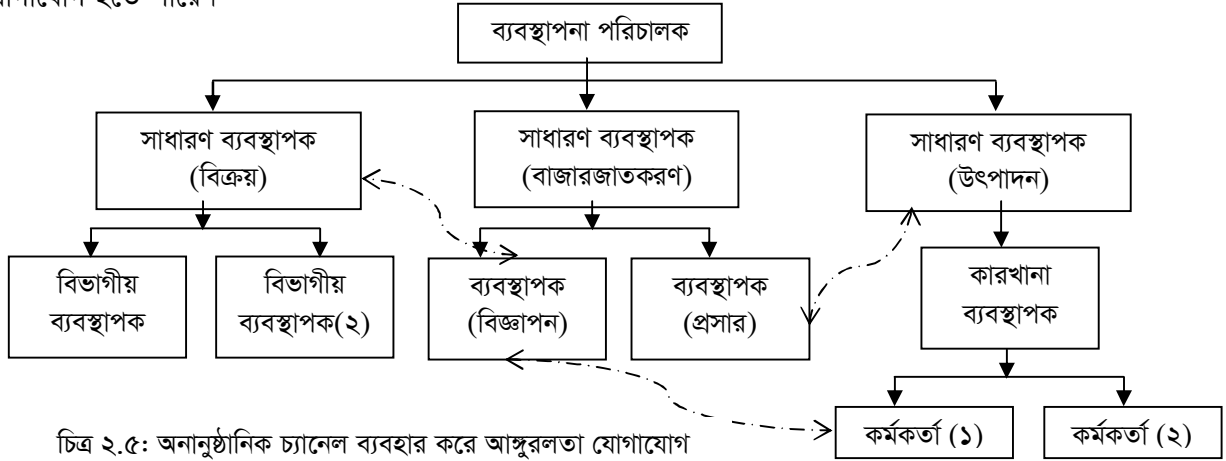 ব্যবস্থাপনা পরিচালক
সাধারণ ব্যবস্থাপক
(বিক্রয়)
সাধারণ ব্যবস্থাপক
(বাজারজাতকরণ)
সাধারণ ব্যবস্থাপক
(উৎপাদন)
বিভাগীয়
ব্যবস্থাপক
বিভাগীয়
ব্যবস্থাপক(২)
ব্যবস্থাপক
(বিজ্ঞাপন)
ব্যবস্থাপক
(প্রসার)
কারখানা
ব্যবস্থাপক
কর্মকর্তা (১)
কর্মকর্তা (২)
চিত্র ২.৫: অনানুষ্ঠানিক চ্যানেল ব্যবহার করে আঙ্গুরলতা যোগাযোগ